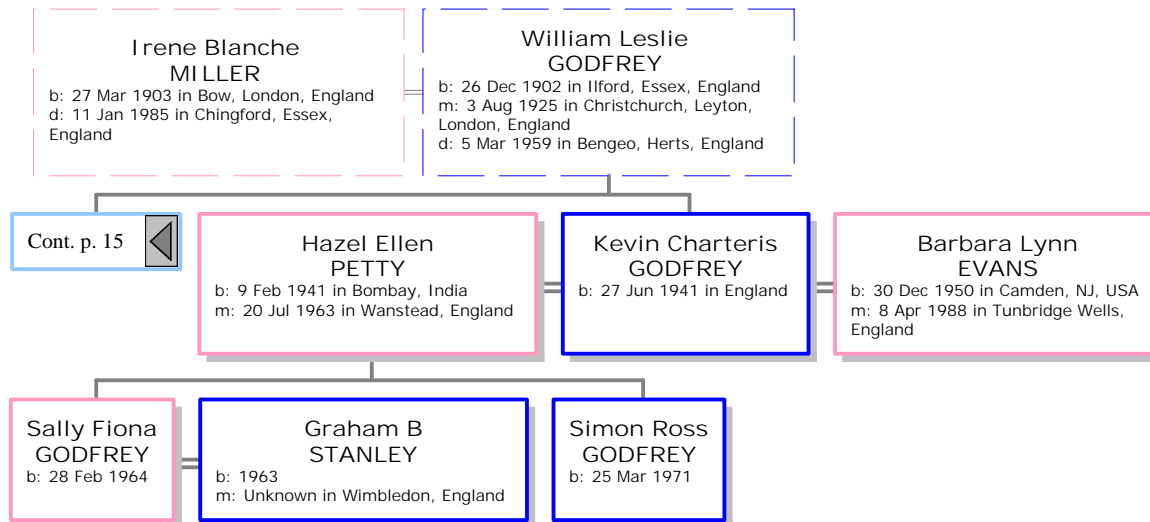 Irene Blanche
MILLER
b: 27 Mar 1903 in Bow, London, England
d: 11 Jan 1985 in Chingford, Essex,
England
William Leslie
GODFREY
b: 26 Dec 1902 in Ilford, Essex, England
m: 3 Aug 1925 in Christchurch, Leyton,
London, England
d: 5 Mar 1959 in Bengeo, Herts, England
Cont. p. 15
Hazel Ellen
PETTY
b: 9 Feb 1941 in Bombay, India
m: 20 Jul 1963 in Wanstead, England
Kevin Charteris
GODFREY
b: 27 Jun 1941 in England
Barbara Lynn
EVANS
b: 30 Dec 1950 in Camden, NJ, USA
m: 8 Apr 1988 in Tunbridge Wells,
England
Sally Fiona
GODFREY
b: 28 Feb 1964
Graham B
STANLEY
b: 1963
m: Unknown in Wimbledon, England
Simon Ross
GODFREY
b: 25 Mar 1971